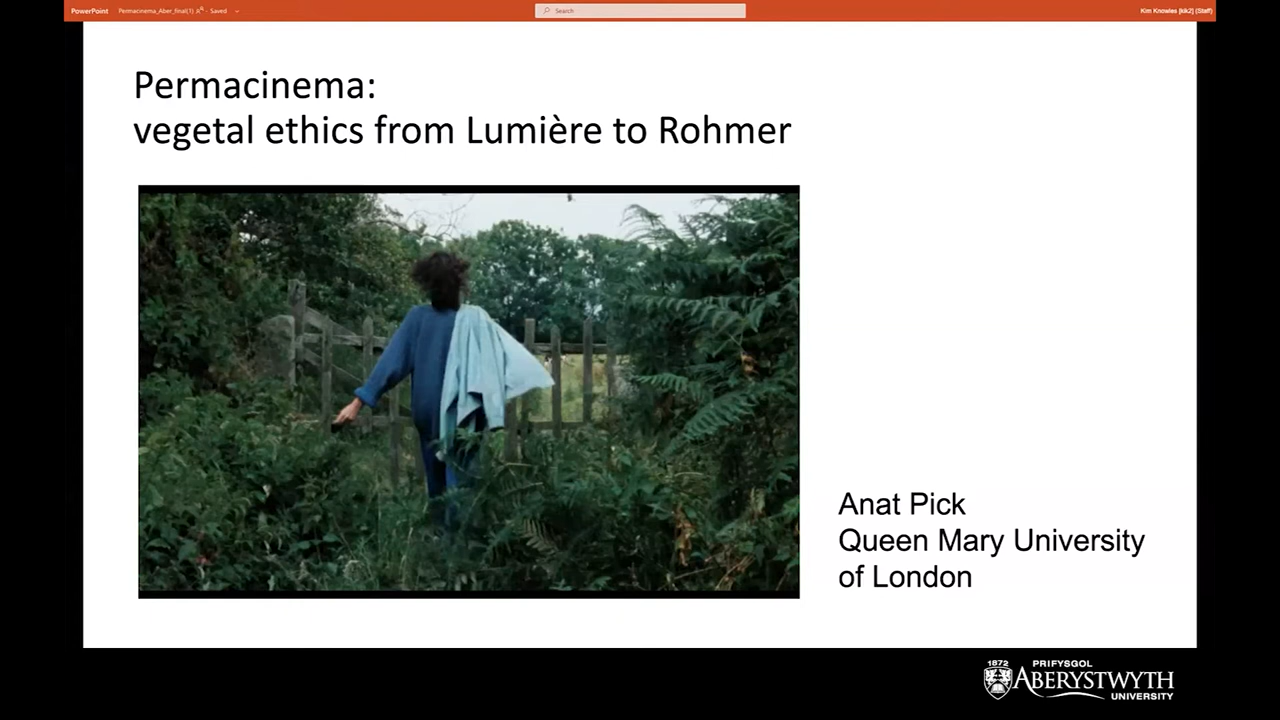 PowerPoint Permacinema_Aber_final(1) - Saved Search Kim Knowles [kik2] (Staff)
Permacinema:
vegetal ethics from Lumière to Rohmer
Anat Pick
Queen Mary University
of London
1872 PRIFYSGOL
ABERYSTWYTH
UNIVERSITY